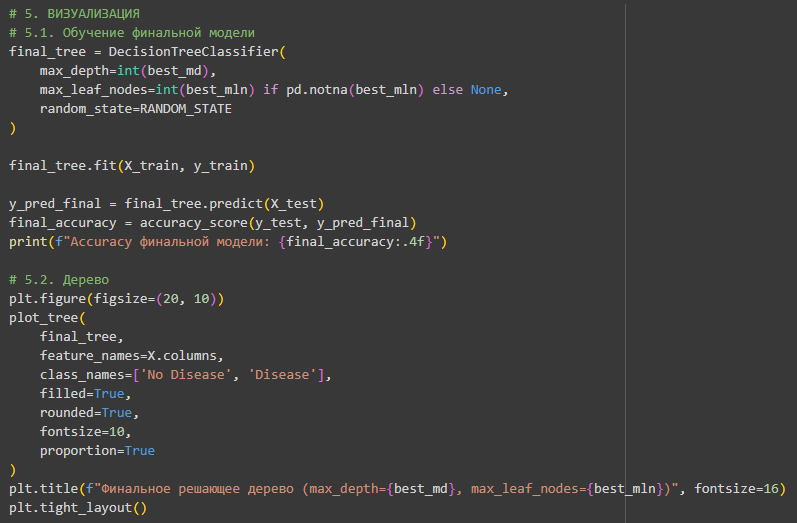 # 5. ВИЗУАЛИЗАЦИЯ
# 5.1. Обучение финальной модели
final_tree = DecisionTreeClassifier(
    max_depth=int(best_md),
    max_leaf_nodes=int(best_mln) if pd.notna(best_mln) else None,
    random_state=RANDOM_STATE
)

final_tree.fit(X_train, y_train)

y_pred_final = final_tree.predict(X_test)
final_accuracy = accuracy_score(y_test, y_pred_final)
print(f"Accuracy финальной модели: {final_accuracy:.4f}")

# 5.2. Дерево
plt.figure(figsize=(20, 10))
plot_tree(
    final_tree,
    feature_names=X.columns,
    class_names=['No Disease', 'Disease'],
    filled=True,
    rounded=True,
    fontsize=10,
    proportion=True
)
plt.title(f"Финальное решающее дерево (max_depth={best_md}, max_leaf_nodes={best_mln})", fontsize=16)
plt.tight_layout()